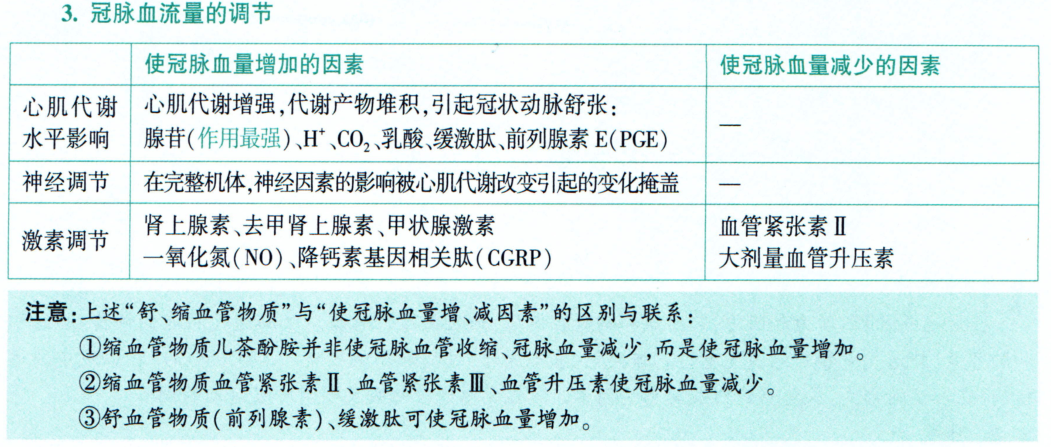 3. 冠脉血流量的调节
使冠脉血量增加的因素
使冠脉血量减少的因素
心肌代谢
水平影响
心肌代谢增强,代谢产物堆积,引起冠状动脉舒张:
腺苷(作用最强)、H⁺、CO₂、乳酸、缓激肽、前列腺素 E(PGE)
—
神经调节
在完整机体,神经因素的影响被心肌代谢改变引起的变化掩盖
—
激素调节
肾上腺素、去甲肾上腺素、甲状腺激素
一氧化氮(NO)、降钙素基因相关肽(CGRP)
血管紧张素Ⅱ
大剂量血管升压素
注意:上述“舒、缩血管物质”与“使冠脉血量增、减因素”的区别与联系:
①缩血管物质儿茶酚胺并非使冠脉血管收缩、冠脉血量减少,而是使冠脉血量增加。
②缩血管物质血管紧张素Ⅱ、血管紧张素Ⅲ、血管升压素使冠脉血量减少。
③舒血管物质(前列腺素)、缓激肽可使冠脉血量增加。